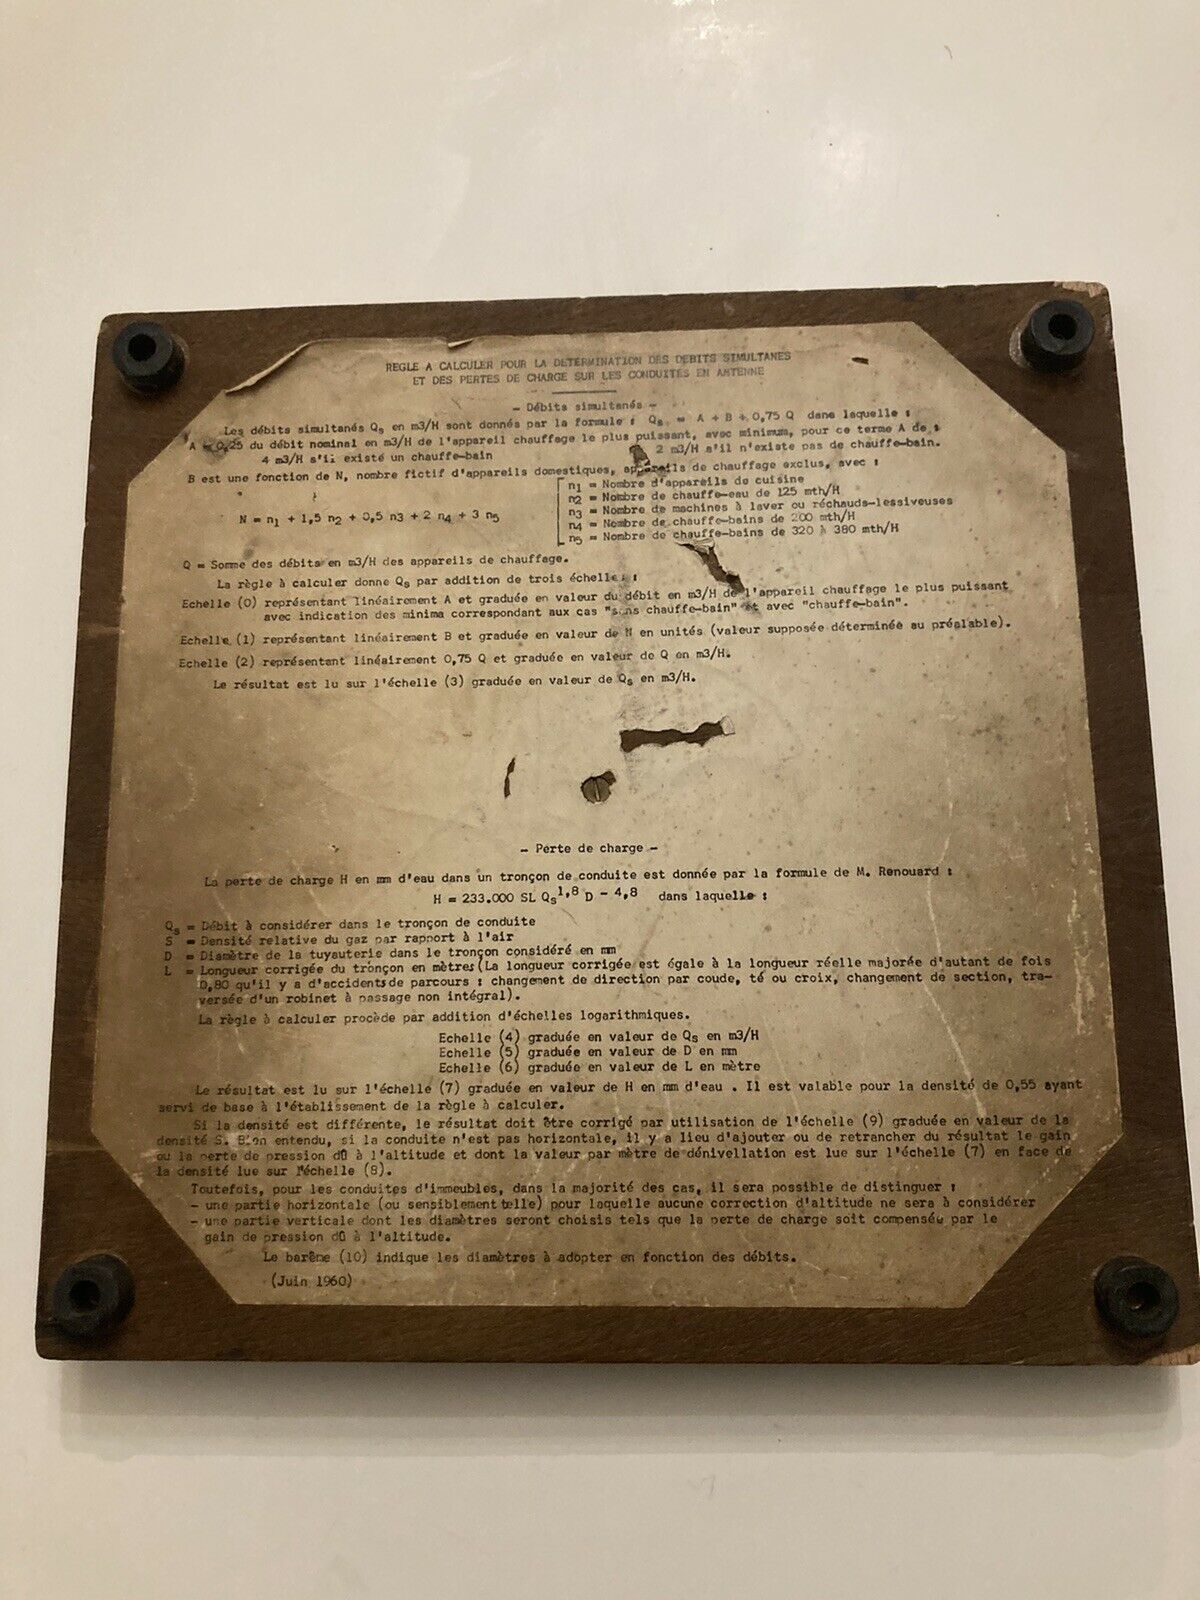 REGLE A CALCULER POUR LA DETERMINATION DES DEBITS SIMULTANES
ET DES PERTES DE CHARGE SUR LES CONDUITES EN ANTENNE
- Débits simultanés -
Les débits simultanés Qs en m3/H sont donnés par la formule : Qs = A + B + 0,75 Q dans laquelle :
A = 0,25 du débit nominal en m3/H de l'appareil chauffage le plus puissant, avec minimum, pour ce terme A de :
4 m3/H s'il existe un chauffe-bain 2 m3/H s'il n'existe pas de chauffe-bain.
B est une fonction de N, nombre fictif d'appareils domestiques, appareils de chauffage exclus, avec :
n1 = Nombre d'appareils de cuisine
n2 = Nombre de chauffe-eau de 125 mth/H
N = n1 + 1,5 n2 + 0,5 n3 + 2 n4 + 3 n5
n3 = Nombre de machines à laver ou réchauds-lessiveuses
n4 = Nombre de chauffe-bains de 200 mth/H
n5 = Nombre de chauffe-bains de 320 à 380 mth/H
Q = Somme des débits en m3/H des appareils de chauffage.
La règle à calculer donne Qs par addition de trois échelles :
Echelle (0) représentant linéairement A et graduée en valeur du débit en m3/H de l'appareil chauffage le plus puissant
avec indication des minima correspondant aux cas "sans chauffe-bain" et avec "chauffe-bain".
Echelle (1) représentant linéairement B et graduée en valeur de N en unités (valeur supposée déterminée au préalable).
Echelle (2) représentant linéairement 0,75 Q et graduée en valeur de Q en m3/H.
Le résultat est lu sur l'échelle (3) graduée en valeur de Qs en m3/H.
- Perte de charge -
La perte de charge H en mm d'eau dans un tronçon de conduite est donnée par la formule de M. Renouard :
H = 233.000 SL Qs1,8 D - 4,8 dans laquelle :
Qs = Débit à considérer dans le tronçon de conduite
S = Densité relative du gaz par rapport à l'air
D = Diamètre de la tuyauterie dans le tronçon considéré en mm
L = Longueur corrigée du tronçon en mètres (La longueur corrigée est égale à la longueur réelle majorée d'autant de fois
0,80 qu'il y a d'accidents de parcours : changement de direction par coude, té ou croix, changement de section, tra-
versée d'un robinet à passage non intégral).
La règle à calculer procède par addition d'échelles logarithmiques.
Echelle (4) graduée en valeur de Qs en m3/H
Echelle (5) graduée en valeur de D en mm
Echelle (6) graduée en valeur de L en mètre
Le résultat est lu sur l'échelle (7) graduée en valeur de H en mm d'eau . Il est valable pour la densité de 0,55 ayant
servi de base à l'établissement de la règle à calculer.
Si la densité est différente, le résultat doit être corrigé par utilisation de l'échelle (9) graduée en valeur de la
densité S. Bien entendu, si la conduite n'est pas horizontale, il y a lieu d'ajouter ou de retrancher du résultat le gain
ou la perte de pression dû à l'altitude et dont la valeur par mètre de dénivellation est lue sur l'échelle (7) en face de
la densité lue sur l'échelle (8).
Toutefois, pour les conduites d'immeubles, dans la majorité des cas, il sera possible de distinguer :
- une partie horizontale (ou sensiblement telle) pour laquelle aucune correction d'altitude ne sera à considérer
- une partie verticale dont les diamètres seront choisis tels que la perte de charge soit compensée par le
gain de pression dû à l'altitude.
Le barême (10) indique les diamètres à adopter en fonction des débits.
(Juin 1960)